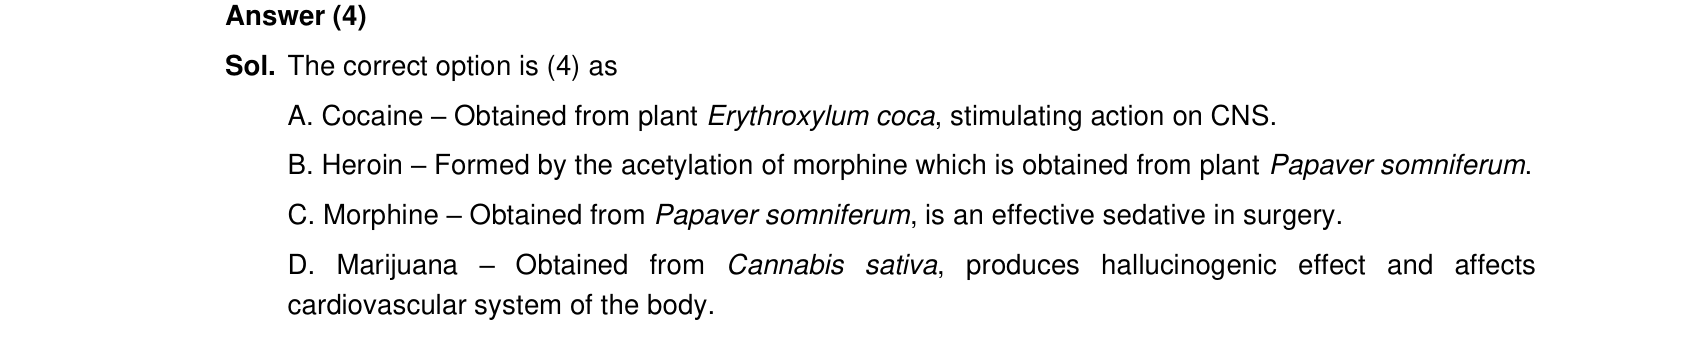 Answer (4)
Sol. The correct option is (4) as
A. Cocaine – Obtained from plant Erythroxylum coca, stimulating action on CNS.
B. Heroin – Formed by the acetylation of morphine which is obtained from plant Papaver somniferum.
C. Morphine – Obtained from Papaver somniferum, is an effective sedative in surgery.
D. Marijuana – Obtained from Cannabis sativa, produces hallucinogenic effect and affects
cardiovascular system of the body.